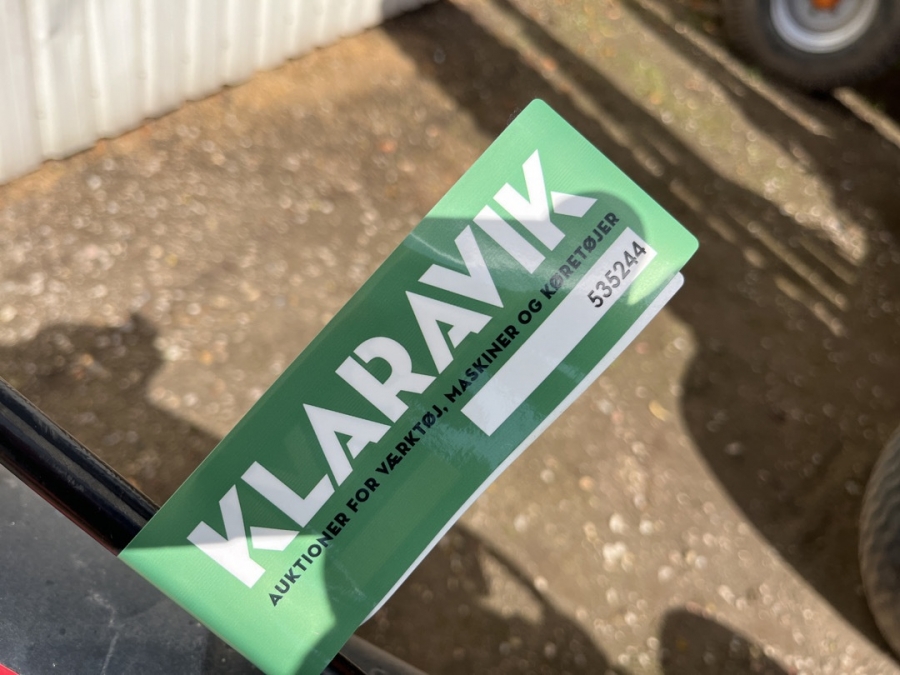 KLARAVIK
AUKTIONER FOR VÆRKTØJ, MASKINER OG KØRETØJER
535244